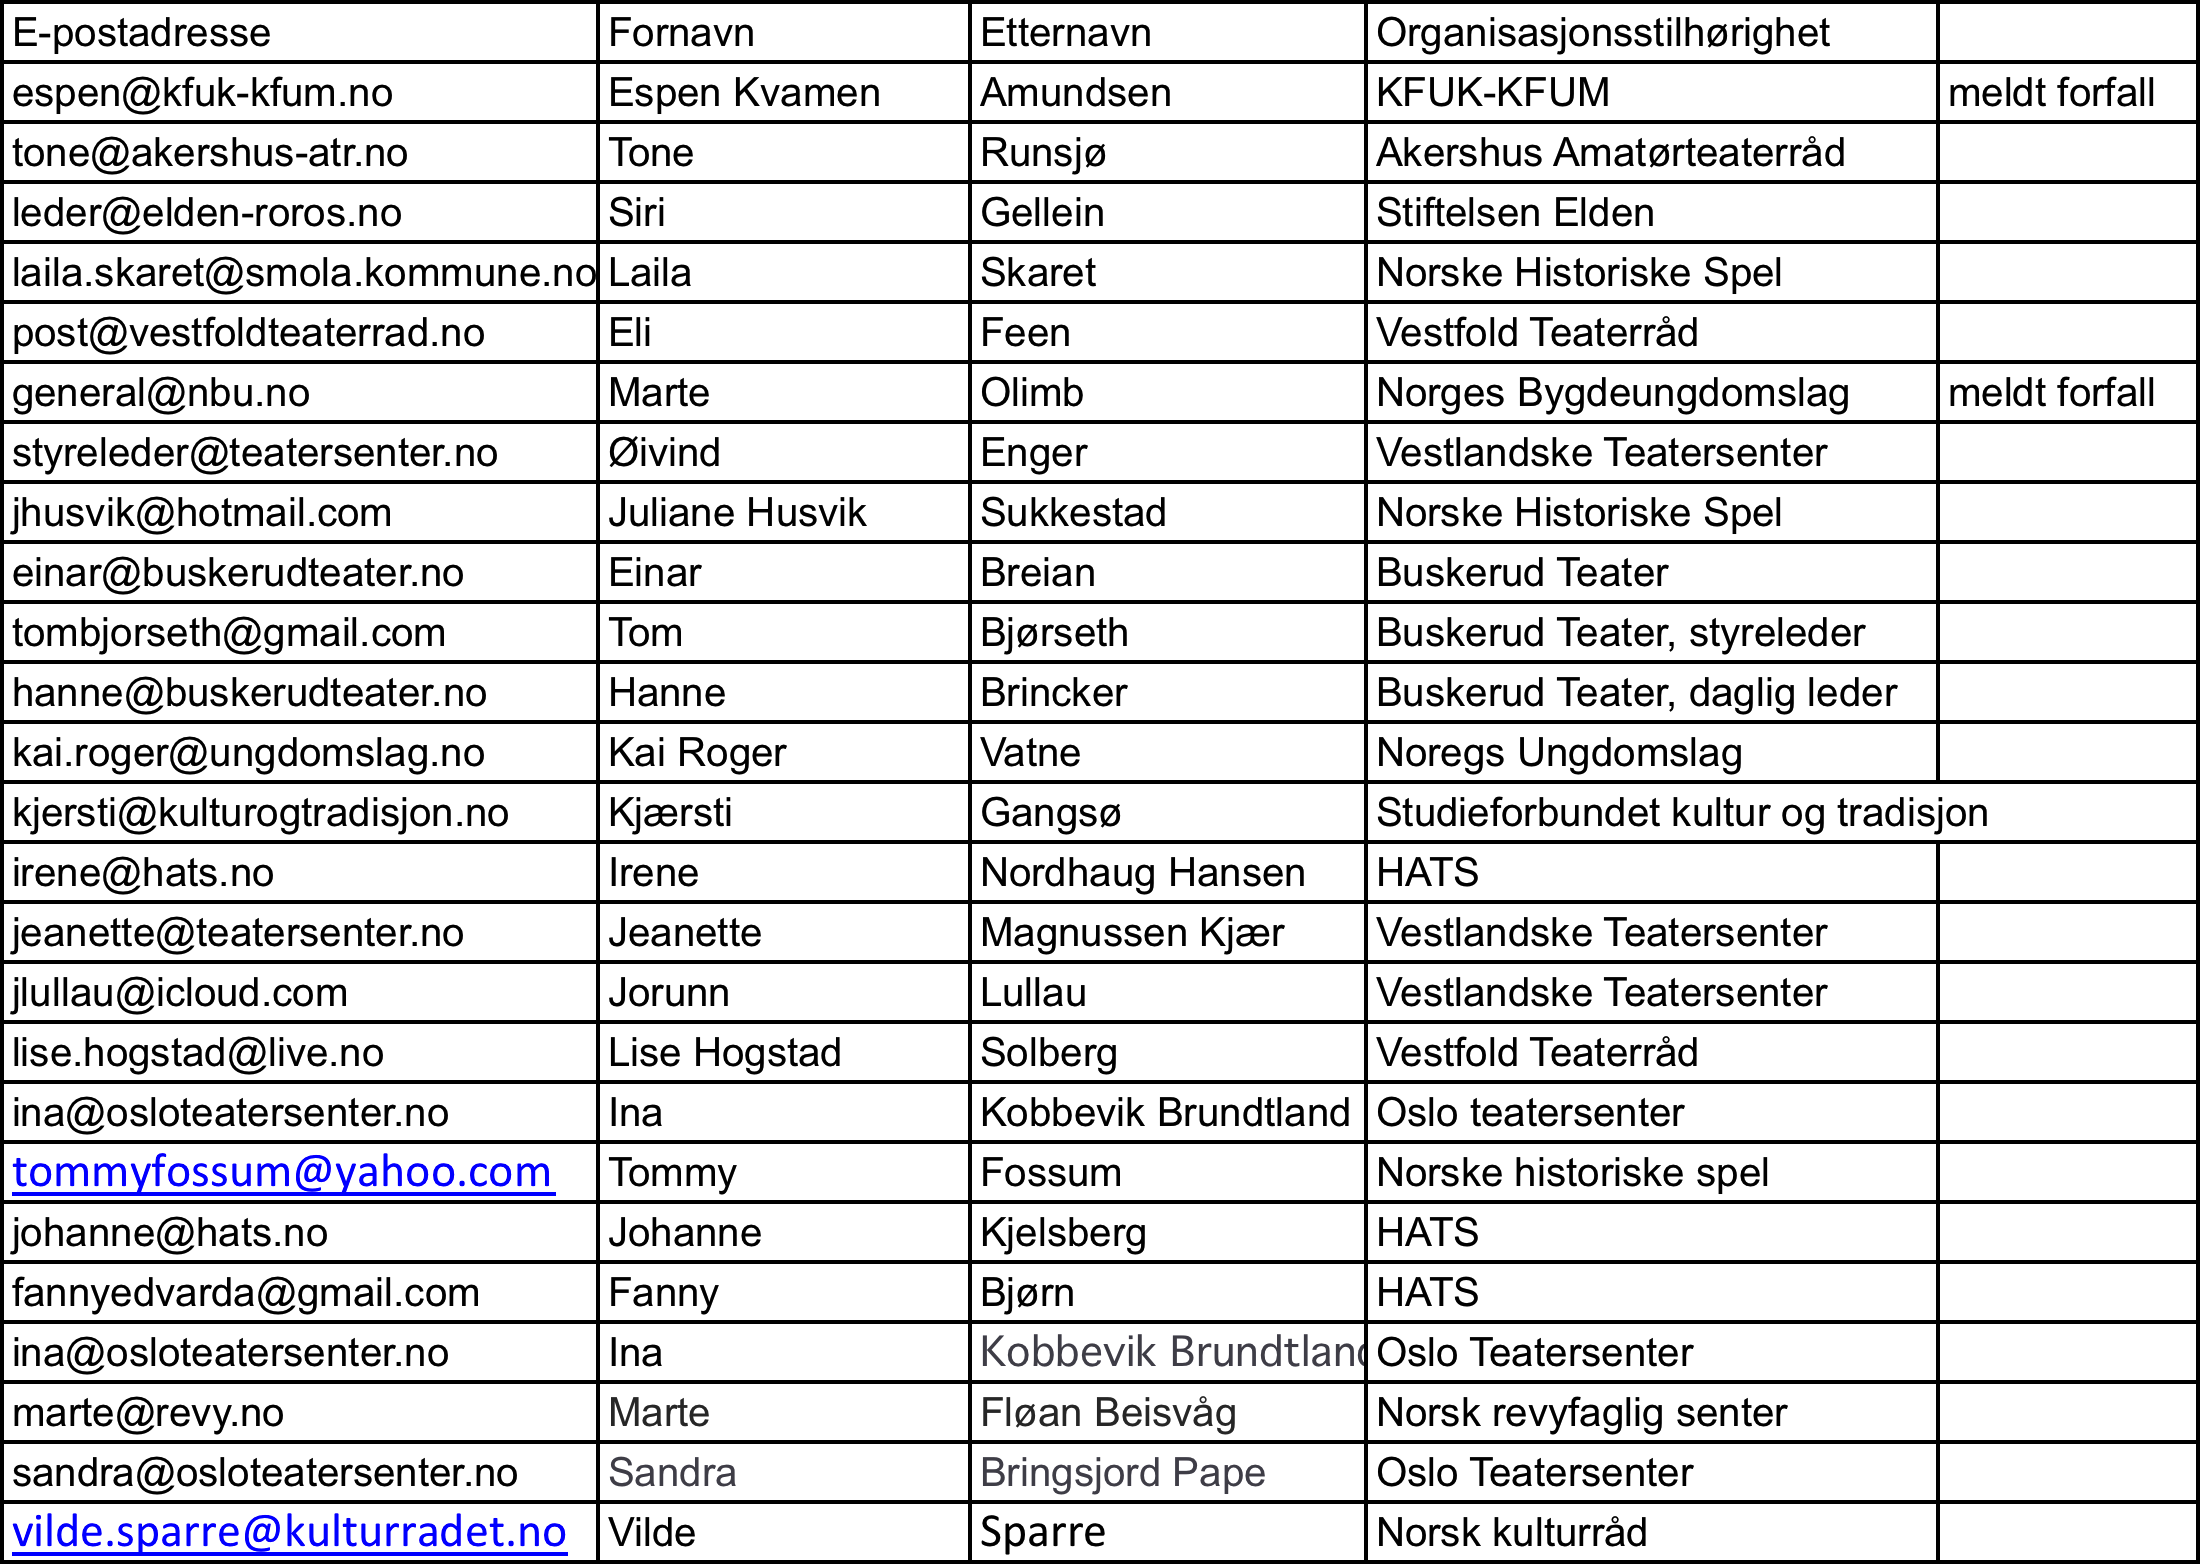 E-postadresse Fornavn Etternavn Organisasjonsstilhørighet
espen@kfuk-kfum.no Espen Kvamen Amundsen KFUK-KFUM meldt forfall
tone@akershus-atr.no Tone Runsjø Akershus Amatørteaterråd
leder@elden-roros.no Siri Gellein Stiftelsen Elden
laila.skaret@smola.kommune.no Laila Skaret Norske Historiske Spel
post@vestfoldteaterrad.no Eli Feen Vestfold Teaterråd
general@nbu.no Marte Olimb Norges Bygdeungdomslag meldt forfall
styreleder@teatersenter.no Øivind Enger Vestlandske Teatersenter
jhusvik@hotmail.com Juliane Husvik Sukkestad Norske Historiske Spel
einar@buskerudteater.no Einar Breian Buskerud Teater
tombjorseth@gmail.com Tom Bjørseth Buskerud Teater, styreleder
hanne@buskerudteater.no Hanne Brincker Buskerud Teater, daglig leder
kai.roger@ungdomslag.no Kai Roger Vatne Noregs Ungdomslag
kjersti@kulturogtradisjon.no Kjærsti Gangsø Studieforbundet kultur og tradisjon
irene@hats.no Irene Nordhaug Hansen HATS
jeanette@teatersenter.no Jeanette Magnussen Kjær Vestlandske Teatersenter
jlullau@icloud.com Jorunn Lullau Vestlandske Teatersenter
lise.hogstad@live.no Lise Hogstad Solberg Vestfold Teaterråd
ina@osloteatersenter.no Ina Kobbevik Brundtland Oslo teatersenter
tommyfossum@yahoo.com Tommy Fossum Norske historiske spel
johanne@hats.no Johanne Kjelsberg HATS
fannyedvarda@gmail.com Fanny Bjørn HATS
ina@osloteatersenter.no Ina Kobbevik Brundtland Oslo Teatersenter
marte@revy.no Marte Fløan Beisvåg Norsk revyfaglig senter
sandra@osloteatersenter.no Sandra Bringsjord Pape Oslo Teatersenter
vilde.sparre@kulturradet.no Vilde Sparre Norsk kulturråd